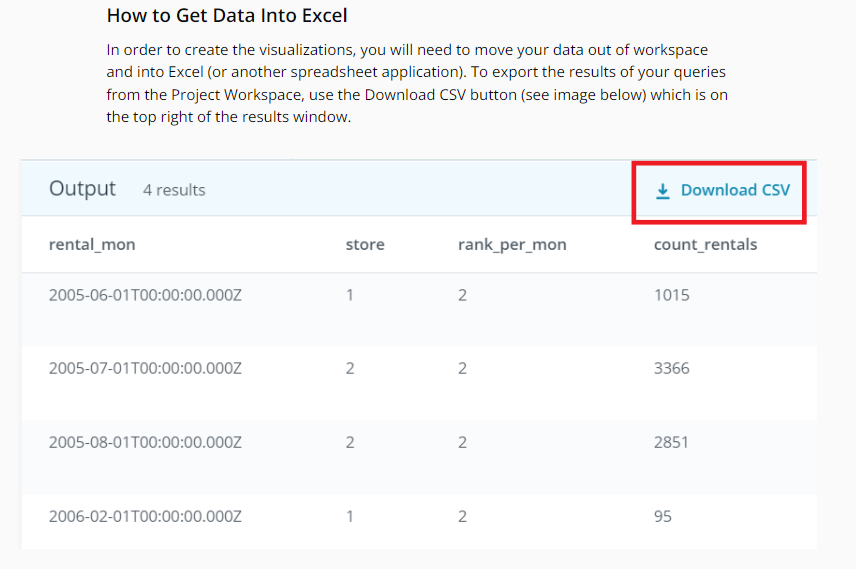 How to Get Data Into Excel
In order to create the visualizations, you will need to move your data out of workspace
and into Excel (or another spreadsheet application). To export the results of your queries
from the Project Workspace, use the Download CSV button (see image below) which is on
the top right of the results window.
Output 4 results Download CSV
rental_mon store rank_per_mon count_rentals
2005-06-01T00:00:00.000Z 1 2 1015
2005-07-01T00:00:00.000Z 2 2 3366
2005-08-01T00:00:00.000Z 2 2 2851
2006-02-01T00:00:00.000Z 1 2 95